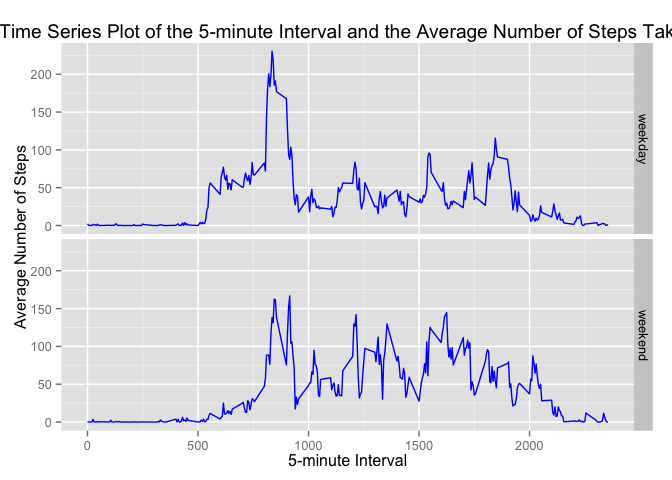 Time Series Plot of the 5-minute Interval and the Average Number of Steps Tak
Average Number of Steps
200
150
100
50
0
weekday
200
150
100
50
0
weekend
0 500 1000 1500 2000
5-minute Interval